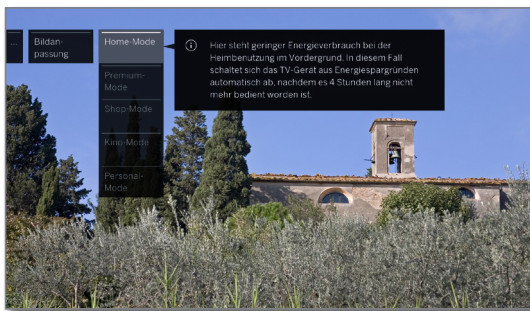 ...
Bildan-
passung
Home-Mode
Premium-
Mode
Shop-Mode
Kino-Mode
Personal-
Mode
Hier steht geringer Energieverbrauch bei der
Heimbenutzung im Vordergrund. In diesem Fall
schaltet sich das TV-Gerät aus Energiespargründen
automatisch ab, nachdem es 4 Stunden lang nicht
mehr bedient worden ist.